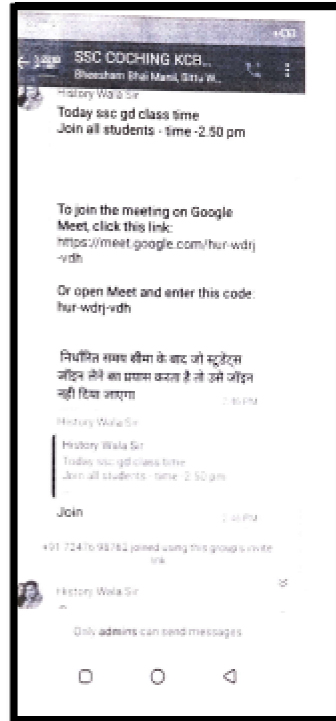 SSC COCHING KCB...
Bheesham Bhai Mansi, Sittu W...
History Wala Sir
Today ssc gd class time
Join all students - time -2.50 pm
To join the meeting on Google
Meet, click this link:
https://meet.google.com/hur-wdrj
-vdh
Or open Meet and enter this code:
hur-wdrj-vdh
निर्धारित समय सीमा के बाद जो स्टूडेंट्स
जॉइन लेने का प्रयास करता है तो उसे जॉइन
नही दिया जाएगा
History Wala Sir
History Wala Sir
Today ssc gd class time
Join all students - time -2.50 pm
Join
joined using this group's invite
link
History Wala Sir
Only admins can send messages